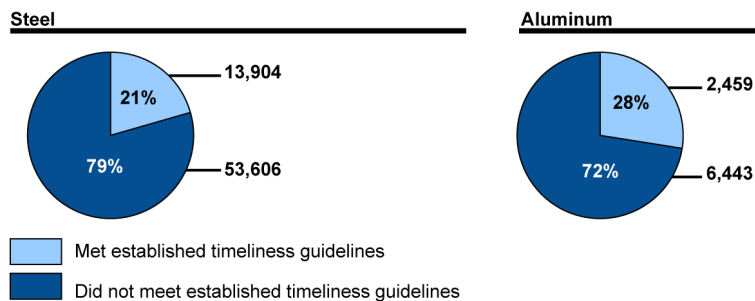 Steel
13,904
21%
79%
53,606
Aluminum
2,459
28%
72%
6,443
Met established timeliness guidelines
Did not meet established timeliness guidelines